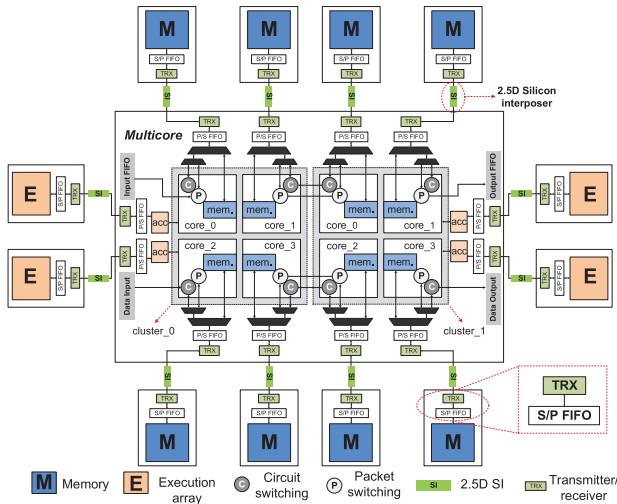 M M M M
S/P FIFO S/P FIFO S/P FIFO S/P FIFO
TRX TRX TRX TRX
SI SI SI SI
2.5D Silicon
interposer
TRX TRX TRX TRX
Multicore
P/S FIFO P/S FIFO P/S FIFO P/S FIFO
Input FIFO
Output FIFO
C C C C
P P P P
mem. mem. mem. mem.
core_0 core_1 core_0 core_1
E S/P FIFO TRX SI TRX P/S FIFO acc
acc P/S FIFO TRX SI TRX S/P FIFO E
core_2 core_3 core_2 core_3
E S/P FIFO TRX SI TRX P/S FIFO acc
acc P/S FIFO TRX SI TRX S/P FIFO E
mem. mem. mem. mem.
P P P P
C C C C
Data Input
Data Output
cluster_0
cluster_1
P/S FIFO P/S FIFO P/S FIFO P/S FIFO
TRX TRX TRX TRX
SI SI SI SI
TRX TRX TRX TRX
S/P FIFO S/P FIFO S/P FIFO S/P FIFO
M M M M
TRX
S/P FIFO
M Memory
E Execution
array
C Circuit
switching
P Packet
switching
SI 2.5D SI
TRX Transmitter/
receiver